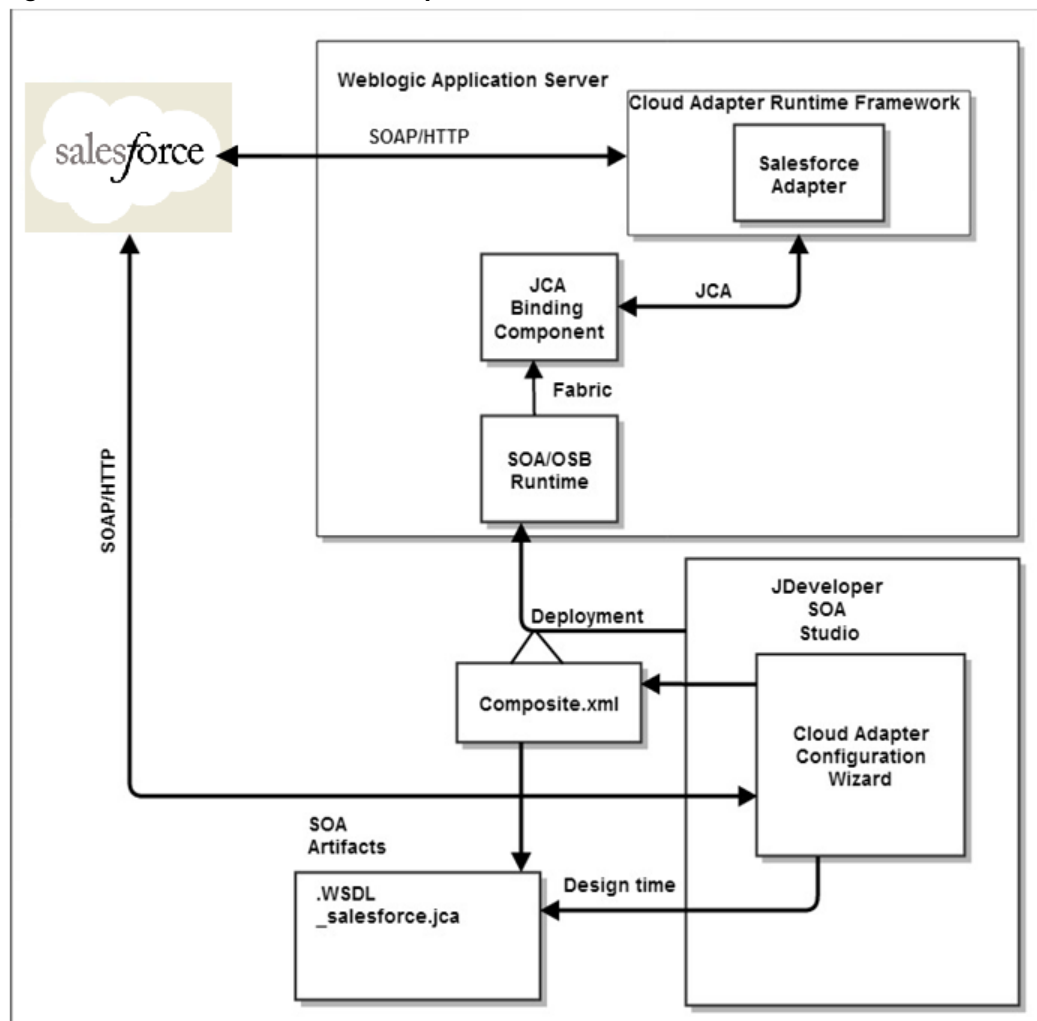 Weblogic Application Server
Cloud Adapter Runtime Framework
salesforce
SOAP/HTTP
Salesforce
Adapter
JCA
Binding
Component
JCA
Fabric
SOA/OSB
Runtime
SOAP/HTTP
JDeveloper
SOA
Studio
Deployment
Composite.xml
Cloud Adapter
Configuration
Wizard
SOA
Artifacts
.WSDL
_salesforce.jca
Design time